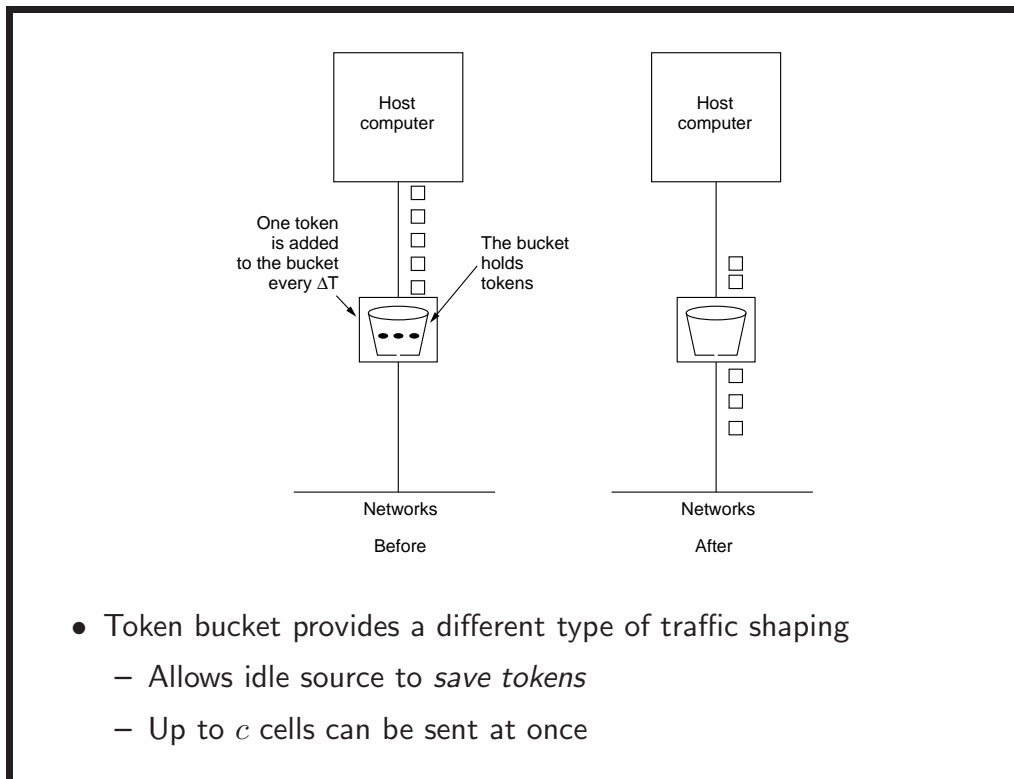 Host
computer
Host
computer
One token
is added
to the bucket
every ΔT
The bucket
holds
tokens
Networks
Networks
Before
After
• Token bucket provides a different type of traffic shaping
– Allows idle source to save tokens
– Up to c cells can be sent at once